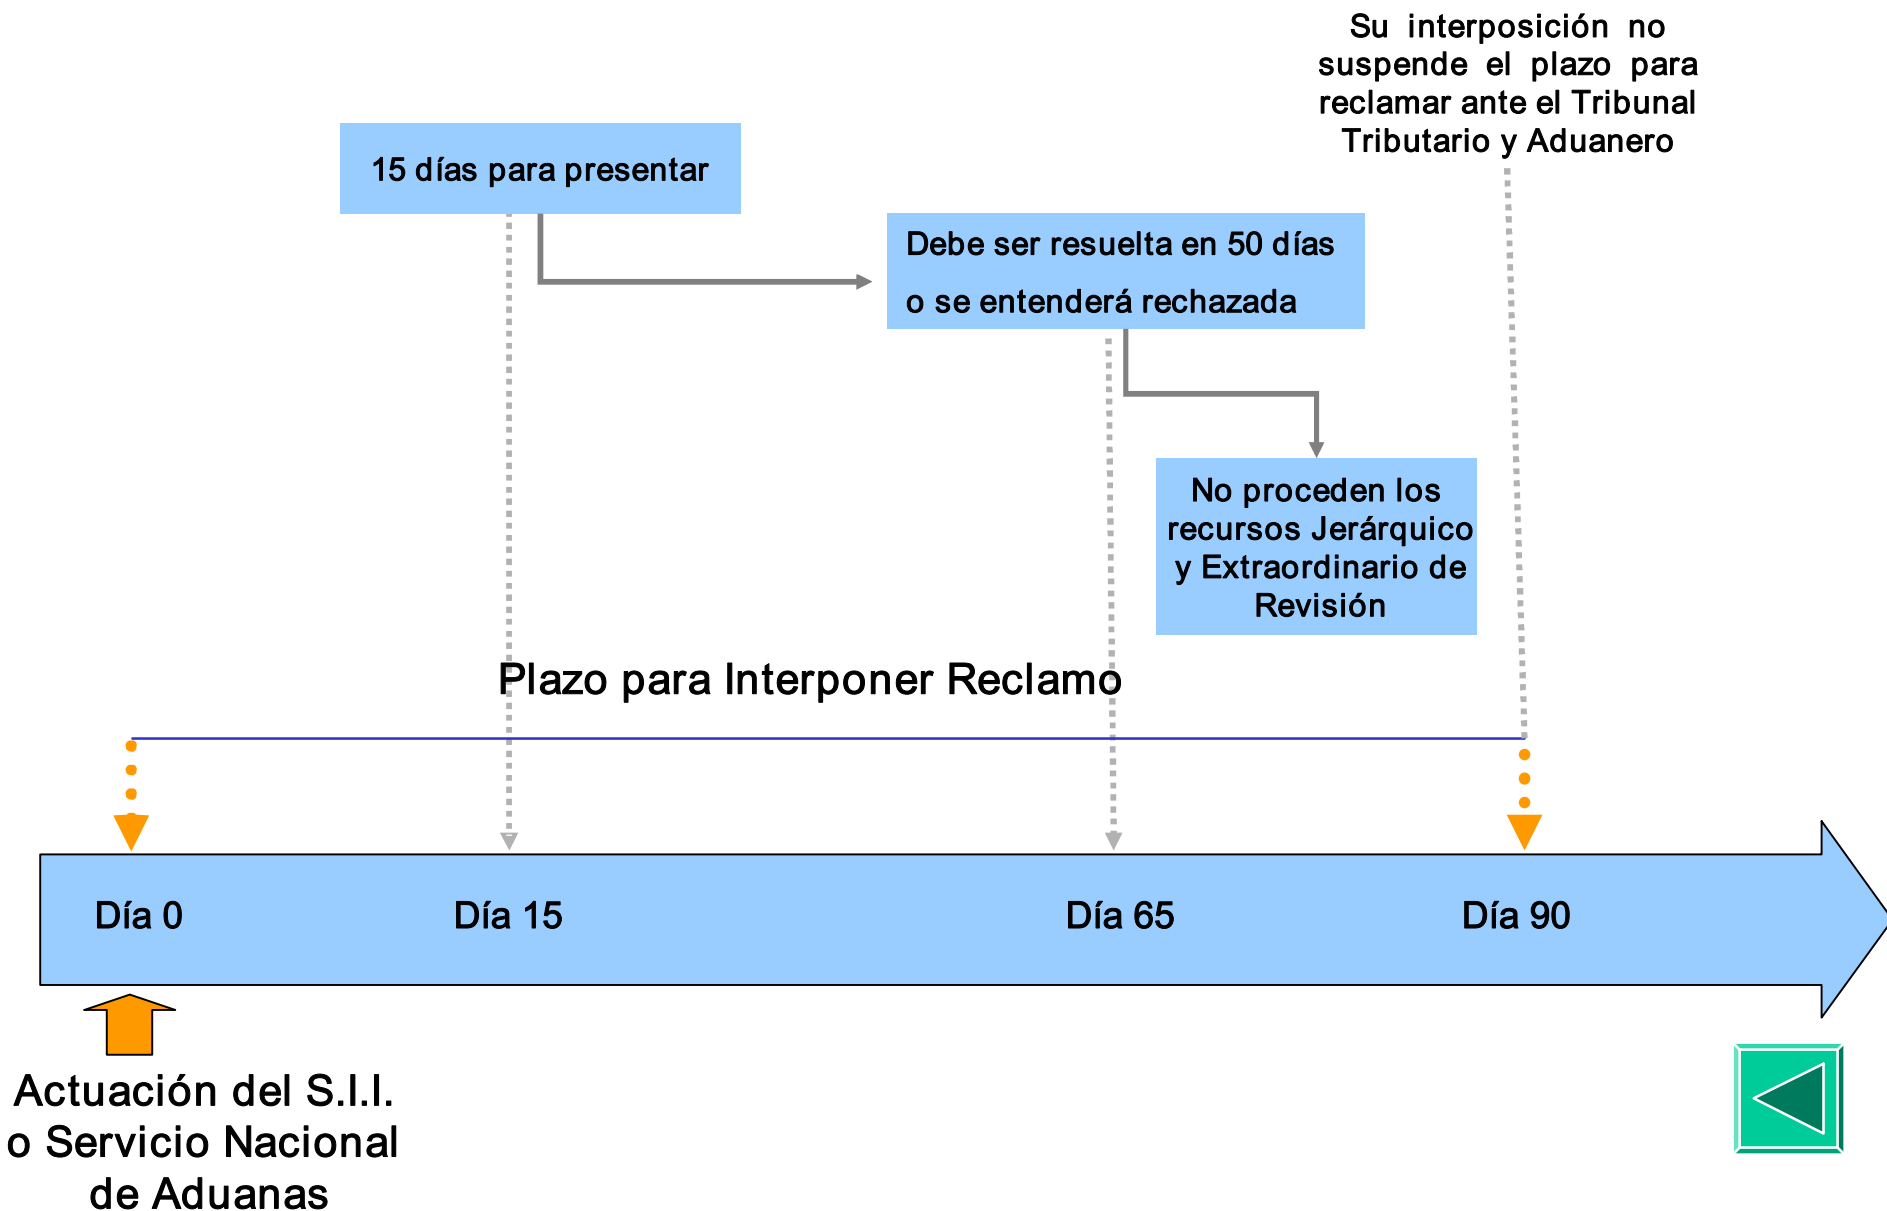 Su interposición no
suspende el plazo para
reclamar ante el Tribunal
Tributario y Aduanero
15 días para presentar
Debe ser resuelta en 50 días
o se entenderá rechazada
No proceden los
recursos Jerárquico
y Extraordinario de
Revisión
Plazo para Interponer Reclamo
Día 0
Día 15
Día 65
Día 90
Actuación del S.I.I.
o Servicio Nacional
de Aduanas